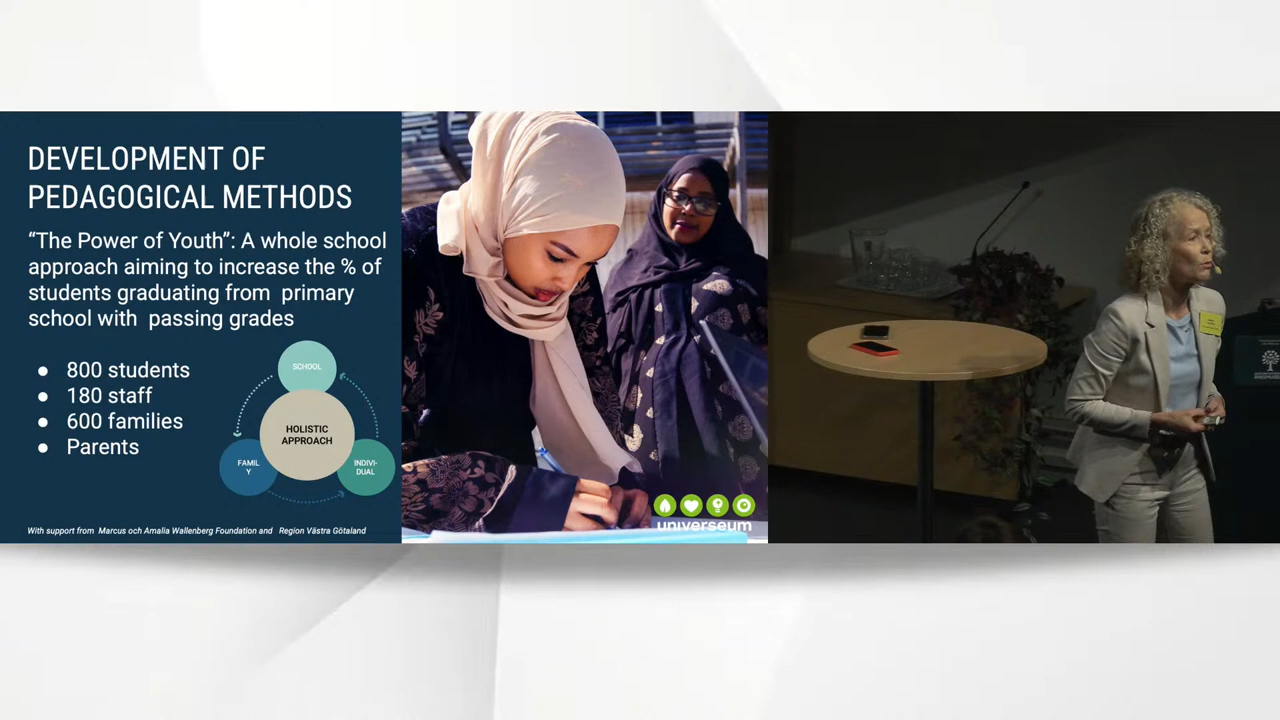 DEVELOPMENT OF
PEDAGOGICAL METHODS
“The Power of Youth”: A whole school
approach aiming to increase the % of
students graduating from primary
school with passing grades
● 800 students
● 180 staff
● 600 families
● Parents
SCHOOL
HOLISTIC
APPROACH
FAMIL
Y
INDIVI-
DUAL
With support from Marcus och Amalia Wallenberg Foundation and Region Västra Götaland
universeum